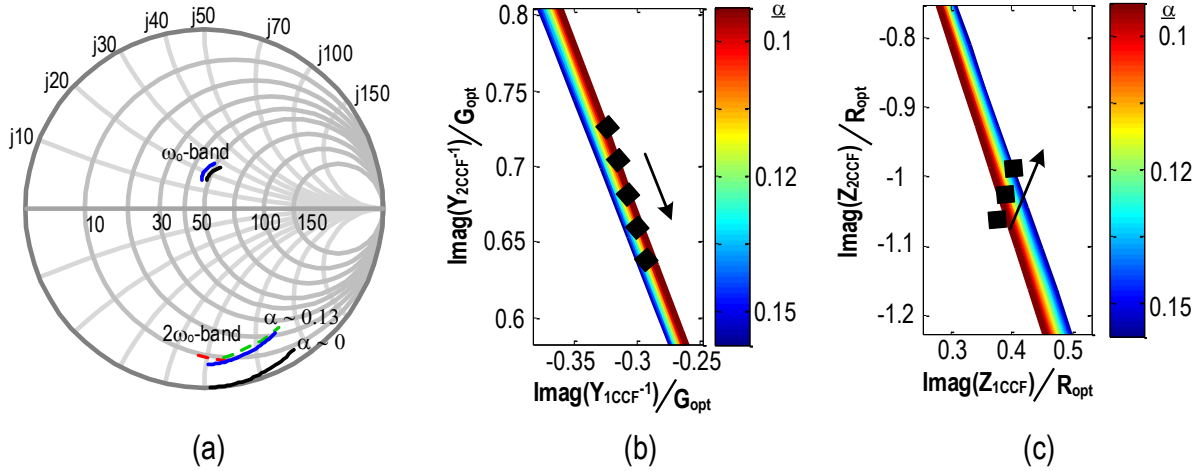 j10
j20
j30
j40
j50
j70
j100
j150
ω₀-band
10
30
50
100
150
2ω₀-band
α ~ 0.13
α ~ 0
(a)
Imag(Y2CCF⁻¹)/Gopt
0.8
0.75
0.7
0.65
0.6
-0.35
-0.3
-0.25
Imag(Y1CCF⁻¹)/Gopt
α
0.1
0.12
0.15
(b)
Imag(Z2CCF)/Ropt
-0.8
-0.9
-1
-1.1
-1.2
0.3
0.4
0.5
Imag(Z1CCF)/Ropt
α
0.1
0.12
0.15
(c)